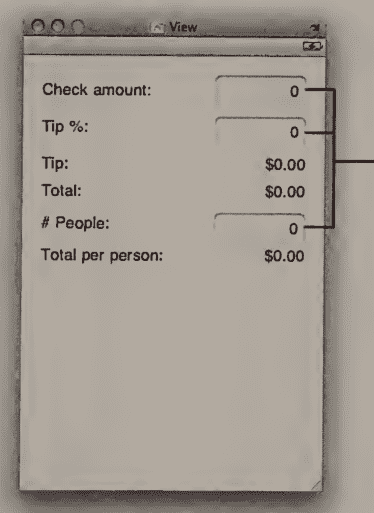 View
Check amount: 0
Tip %: 0
Tip: $0.00
Total: $0.00
# People: 0
Total per person: $0.00